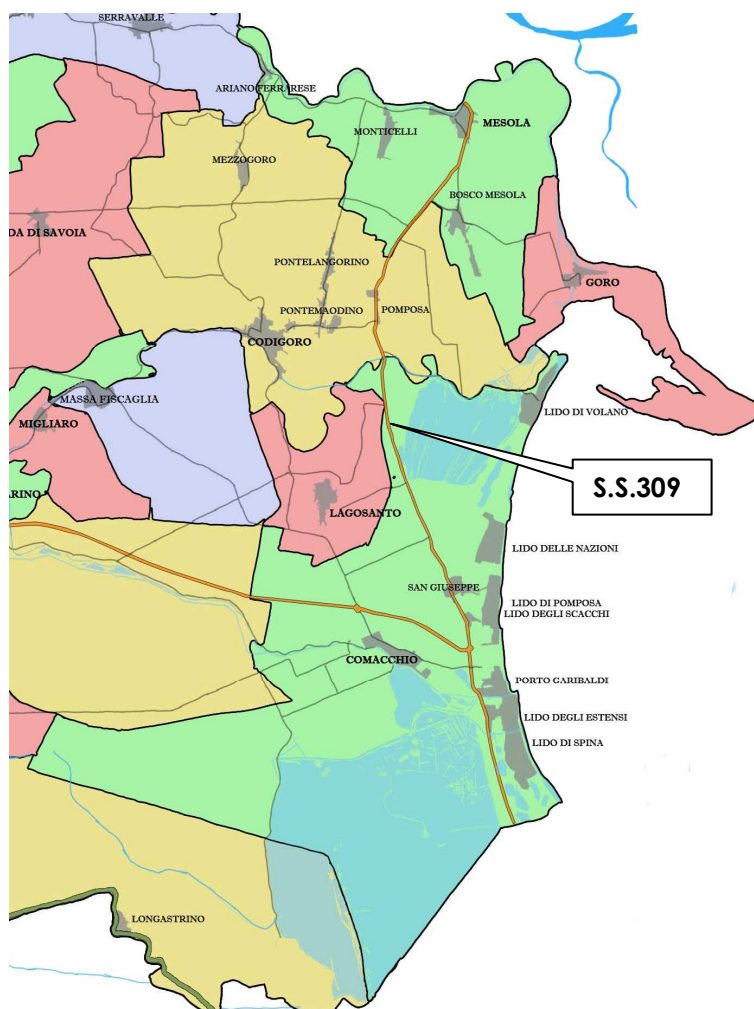 SERRAVALLE
ARIANO FERRARESE
MONTICELLI
MESOLA
MEZZOGORO
BOSCO MESOLA
DA DI SAVOIA
PONTELANGORINO
GORO
PONTEMAODINO
POMPOSA
CODIGORO
MASSA FISCAGLIA
LIDO DI VOLANO
MIGLIARO
S.S.309
ARINO
LAGOSANTO
LIDO DELLE NAZIONI
SAN GIUSEPPE
LIDO DI POMPOSA
LIDO DEGLI SCACCHI
COMACCHIO
PORTO GARIBALDI
LIDO DEGLI ESTENSI
LIDO DI SPINA
LONGASTRINO